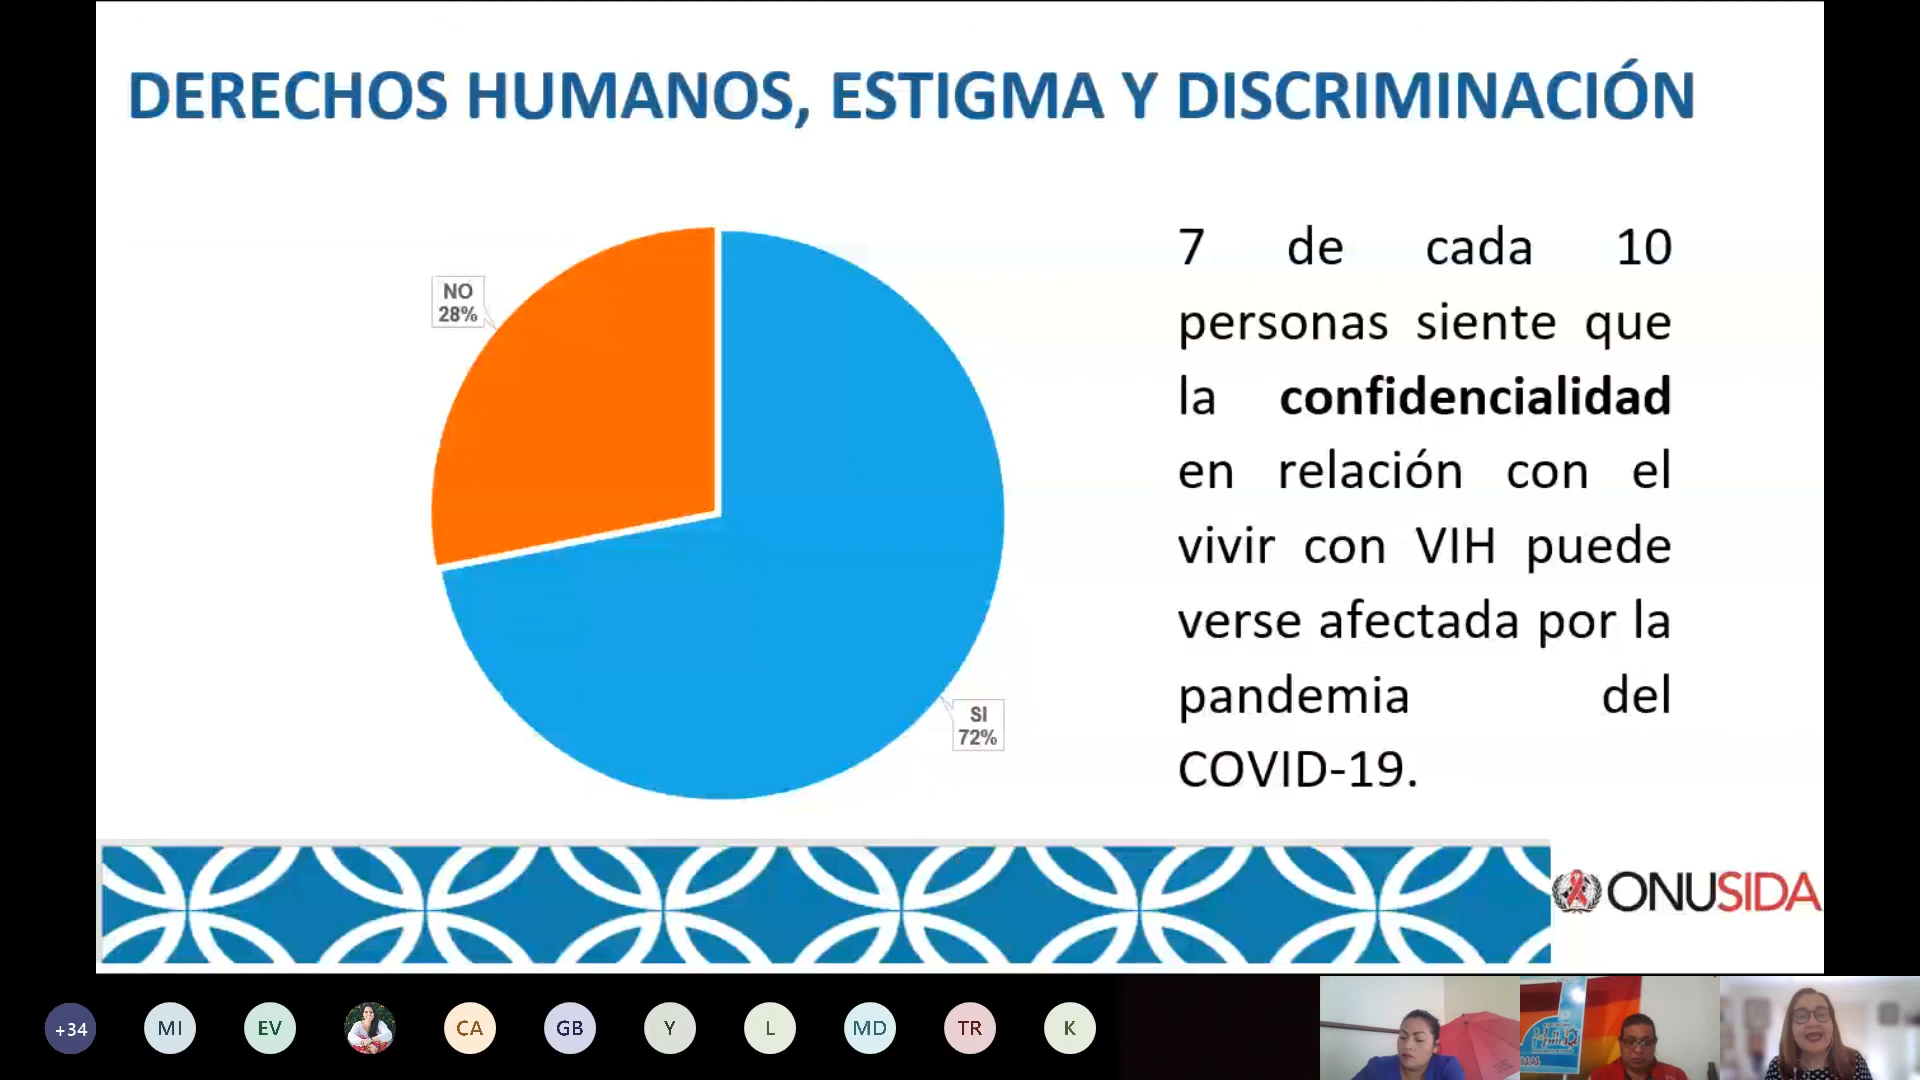 DERECHOS HUMANOS, ESTIGMA Y DISCRIMINACIÓN
NO
28%
SI
72%
7 de cada 10
personas siente que
la confidencialidad
en relación con el
vivir con VIH puede
verse afectada por la
pandemia del
COVID-19.
ONUSIDA
+34
MI
EV
CA
GB
Y
L
MD
TR
K